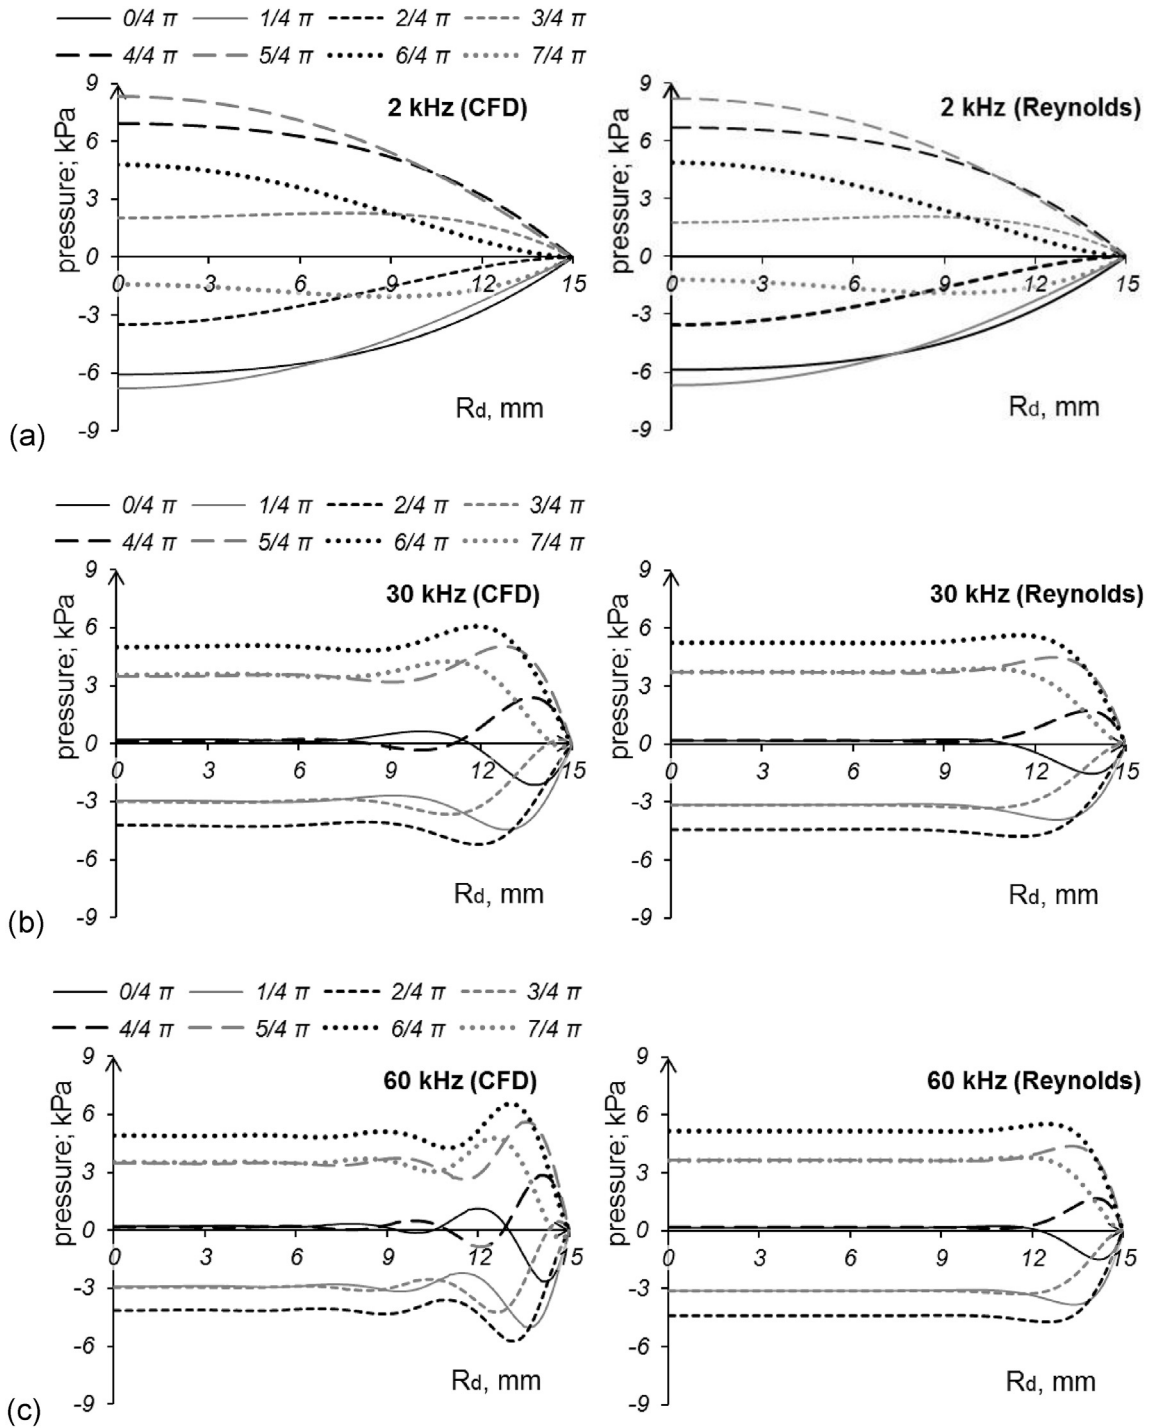 0/4 π 1/4 π 2/4 π 3/4 π
4/4 π 5/4 π 6/4 π 7/4 π
pressure; kPa
9
6
3
0
-3
-6
-9
0 3 6 9 12 15
2 kHz (CFD)
Rd, mm
pressure; kPa
9
6
3
0
-3
-6
-9
0 3 6 9 12 15
2 kHz (Reynolds)
Rd, mm
(a)
0/4 π 1/4 π 2/4 π 3/4 π
4/4 π 5/4 π 6/4 π 7/4 π
pressure; kPa
9
6
3
0
-3
-6
-9
0 3 6 9 12 15
30 kHz (CFD)
Rd, mm
pressure; kPa
9
6
3
0
-3
-6
-9
0 3 6 9 12 15
30 kHz (Reynolds)
Rd, mm
(b)
0/4 π 1/4 π 2/4 π 3/4 π
4/4 π 5/4 π 6/4 π 7/4 π
pressure; kPa
9
6
3
0
-3
-6
-9
0 3 6 9 12 15
60 kHz (CFD)
Rd, mm
pressure; kPa
9
6
3
0
-3
-6
-9
0 3 6 9 12 15
60 kHz (Reynolds)
Rd, mm
(c)